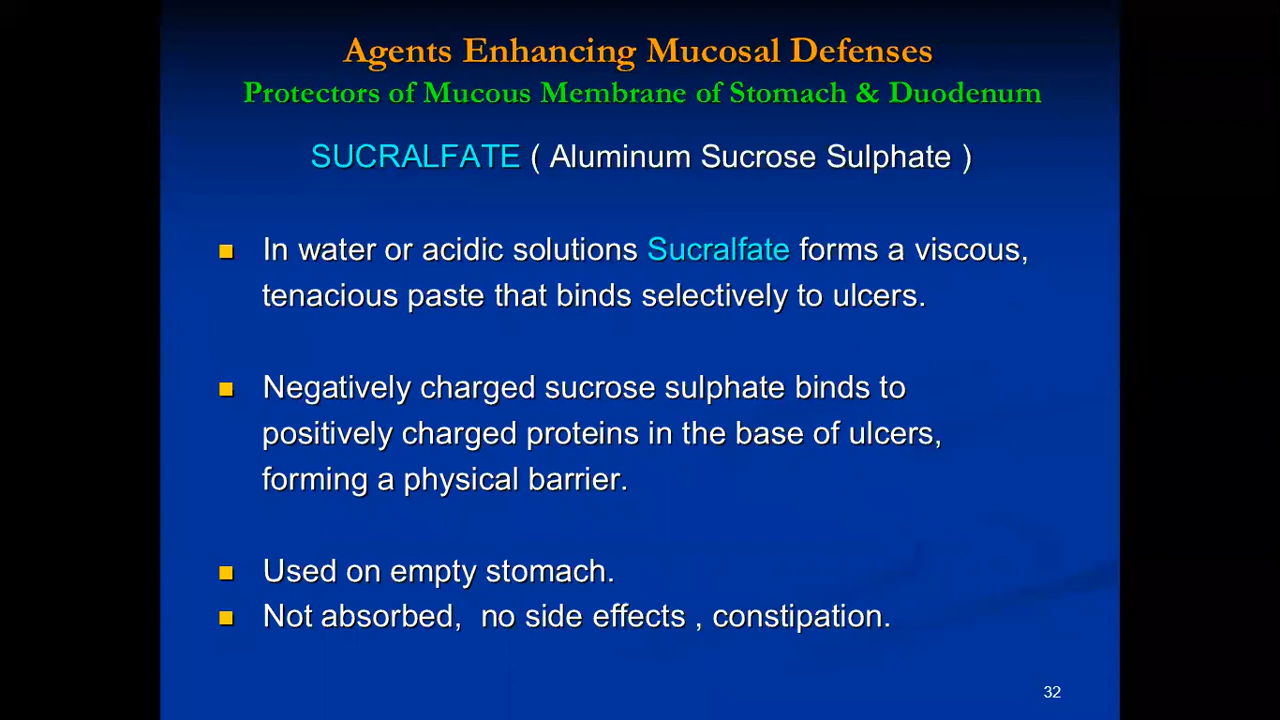 Agents Enhancing Mucosal Defenses
Protectors of Mucous Membrane of Stomach & Duodenum
SUCRALFATE ( Aluminum Sucrose Sulphate )
In water or acidic solutions Sucralfate forms a viscous,
tenacious paste that binds selectively to ulcers.
Negatively charged sucrose sulphate binds to
positively charged proteins in the base of ulcers,
forming a physical barrier.
Used on empty stomach.
Not absorbed, no side effects , constipation.
32